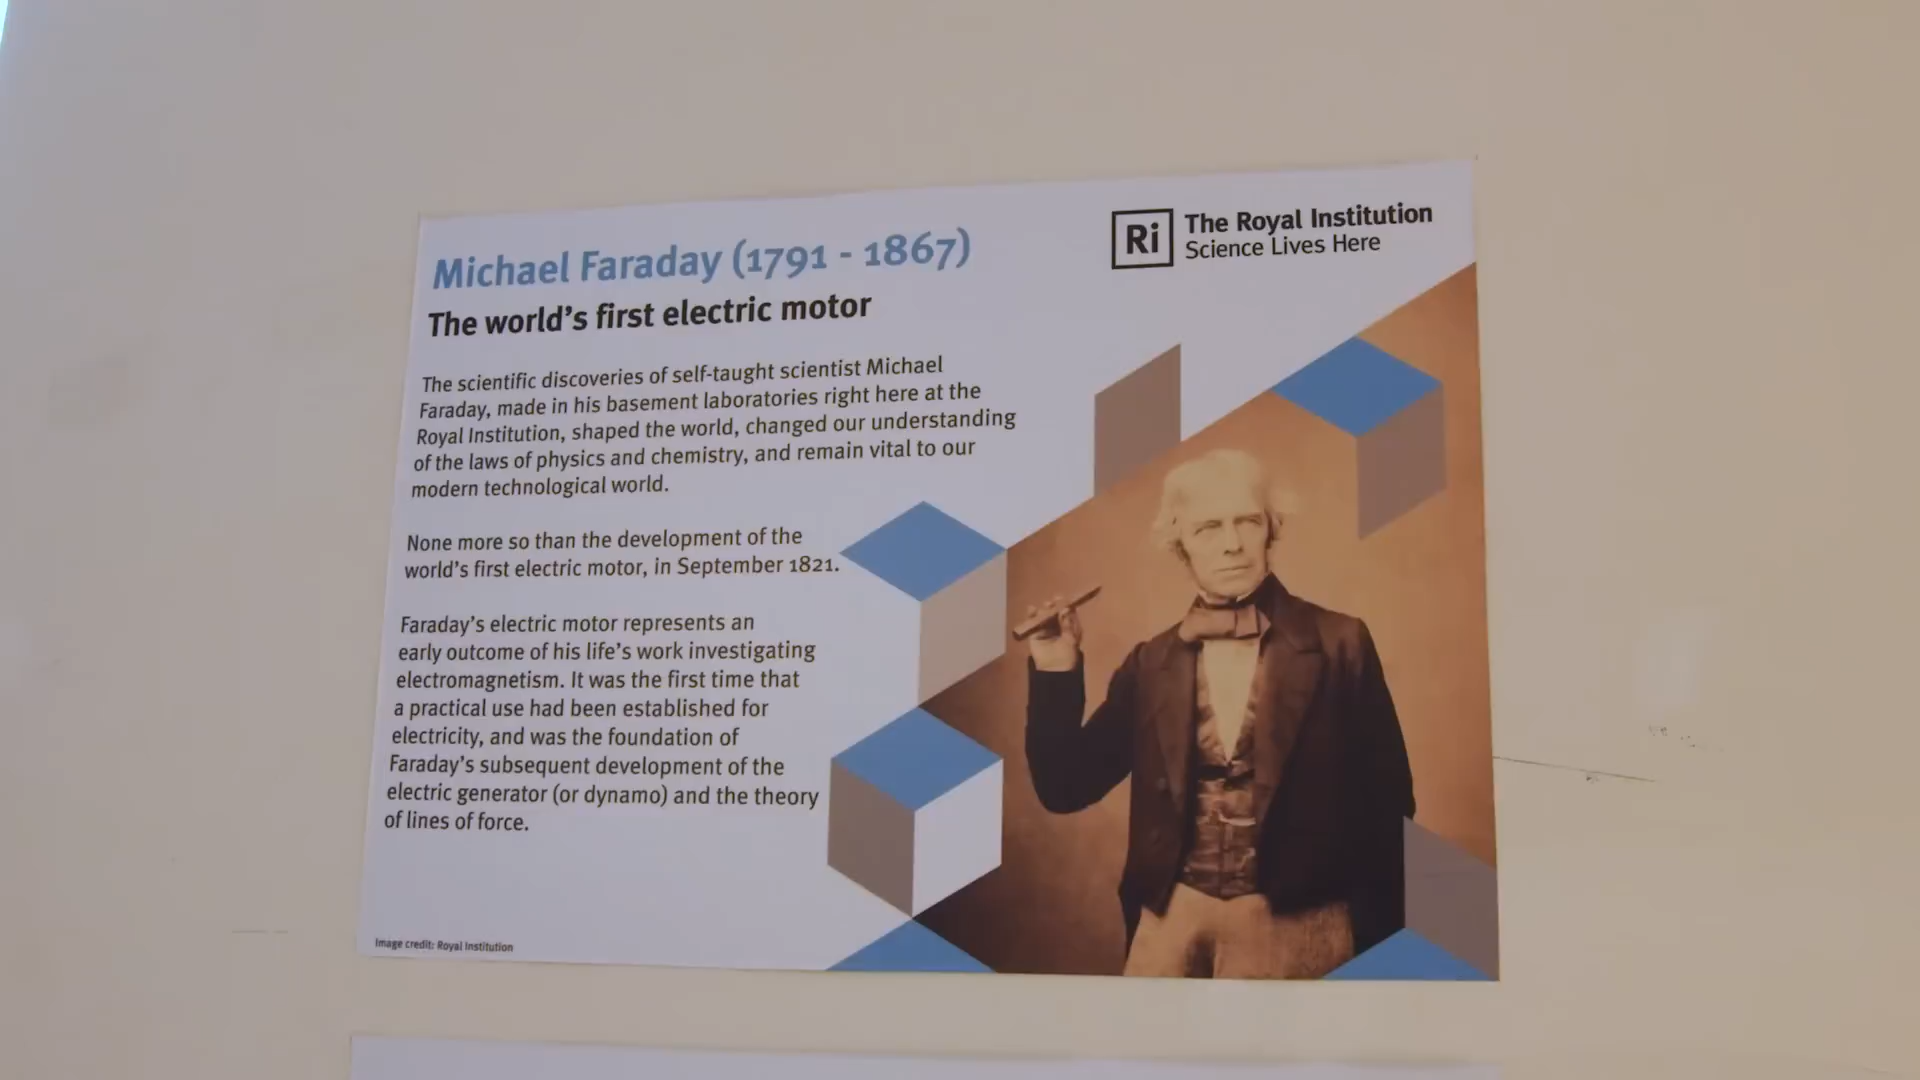 Michael Faraday (1791 - 1867)
The world's first electric motor
Ri
The Royal Institution
Science Lives Here
The scientific discoveries of self-taught scientist Michael
Faraday, made in his basement laboratories right here at the
Royal Institution, shaped the world, changed our understanding
of the laws of physics and chemistry, and remain vital to our
modern technological world.
None more so than the development of the
world's first electric motor, in September 1821.
Faraday's electric motor represents an
early outcome of his life's work investigating
electromagnetism. It was the first time that
a practical use had been established for
electricity, and was the foundation of
Faraday's subsequent development of the
electric generator (or dynamo) and the theory
of lines of force.
Image credit: Royal Institution